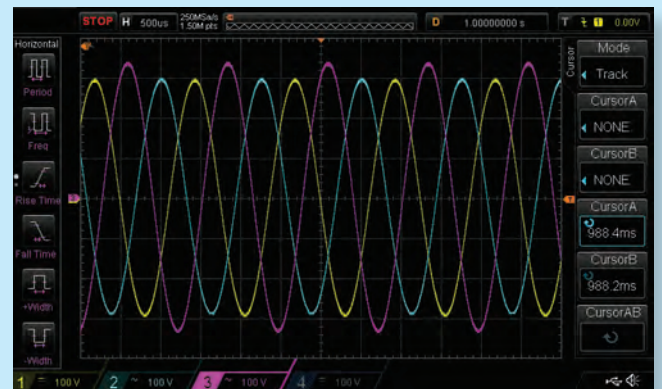 STOP H 500us 250MSa/s 1.50M pts D 1.00000000 s T 1 0.00V
Horizontal
Period
Freq
Rise Time
Fall Time
+Width
-Width
Cursor
Mode
Track
CursorA
NONE
CursorB
NONE
CursorA
988.4ms
CursorB
988.2ms
CursorAB
T
1 = 100 V 2 ~ 100 V 3 ~ 100 V 4 = 100 V